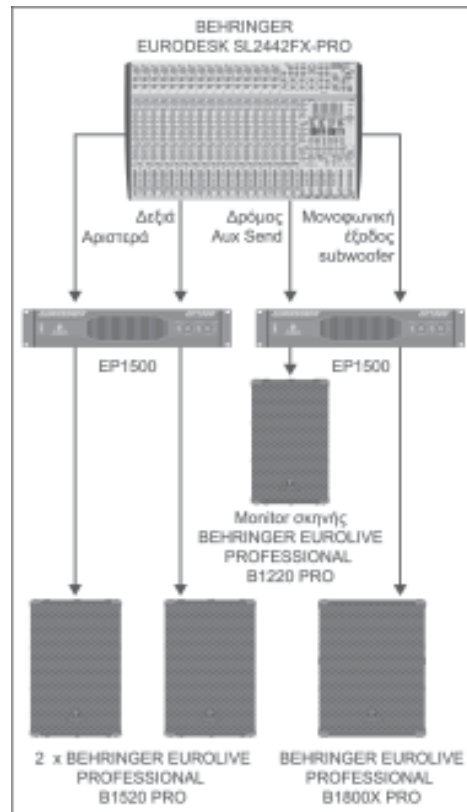 BEHRINGER
EURODESK SL2442FX-PRO
Αριστερά
Δεξιά
Δρόμος
Aux Send
Μονοφωνική
έξοδος
subwoofer
EP1500
EP1500
Monitor σκηνής
BEHRINGER EUROLIVE
PROFESSIONAL
B1220 PRO
2 x BEHRINGER EUROLIVE
PROFESSIONAL
B1520 PRO
BEHRINGER EUROLIVE
PROFESSIONAL
B1800X PRO